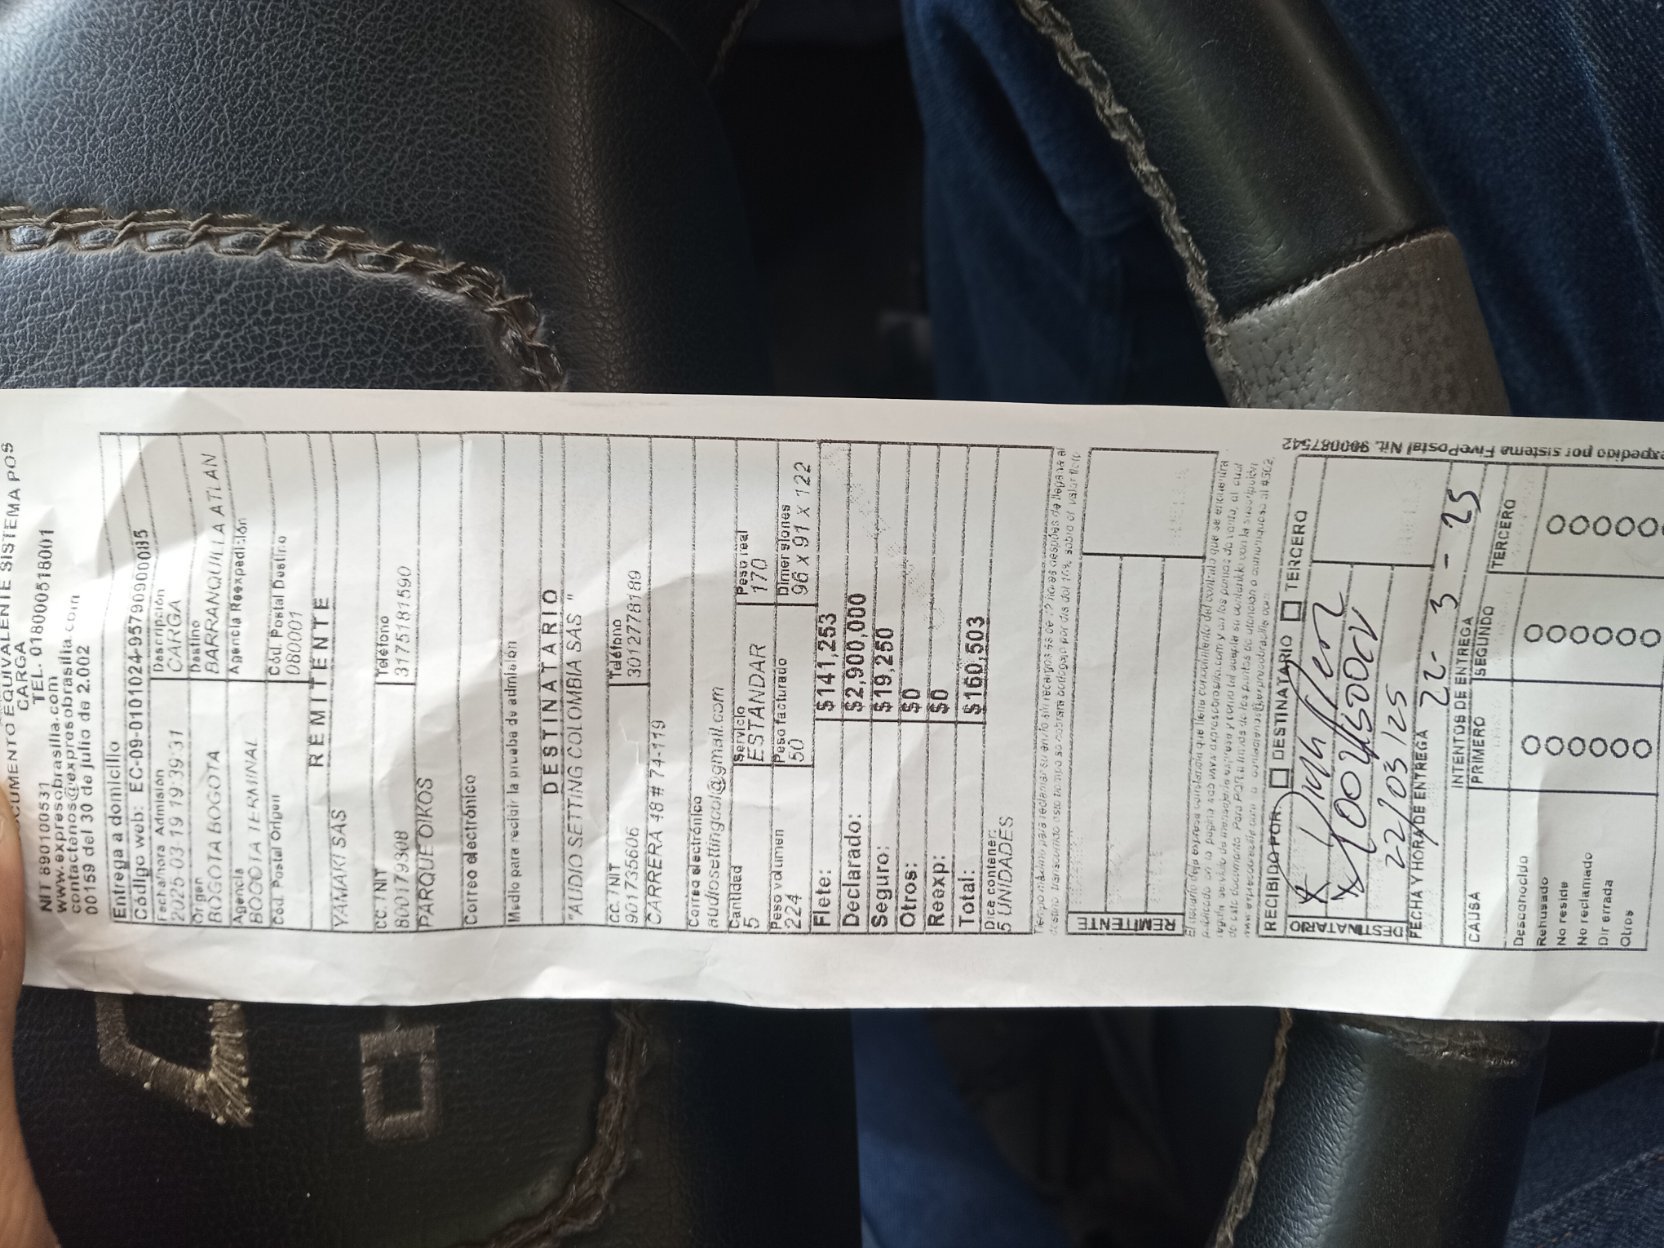 DOCUMENTO EQUIVALENTE SISTEMA POS
CARGA
NIT 890100531 TEL. 018000518001
www.expresobrasilia.com
contactenos@expresobrasilia.com
00159 del 30 de julio de 2.002
Entrega a domicilio
Código web: EC-09-0101024-9579090008
Fecha/hora Admisión Descripción
2025-03-19 19:39:31 CARGA
Origen Destino
BOGOTA BOGOTA BARRANQUILLA ATLAN
Agencia Agencia Reexpedición
BOGOTA TERMINAL
Cód. Postal Origen Cód. Postal Destino
080001
REMITENTE
YAMAKI SAS
CC / NIT Teléfono
800179308 3175181590
PARQUE OIKOS
Correo electrónico
Medio para recibir la prueba de admisión
DESTINATARIO
"AUDIO SETTING COLOMBIA SAS "
CC. / NIT Teléfono
901735606 3012778189
CARRERA 48 # 74-119
Correo electrónico
audiosettingcol@gmail.com
Cantidad Servicio Peso real
5 ESTANDAR 170
Peso volumen Peso facturado Dimensiones
224 50 96 x 91 x 122
Flete: $141,253
Declarado: $2,900,000
Seguro: $19,250
Otros: $0
Reexp: $0
Total: $160,503
Dice contener:
5 UNIDADES
REMITENTE
RECIBIDO POR: DESTINATARIO TERCERO
DESTINATARIO
22/03/25
FECHA Y HORA DE ENTREGA 22- 3 - 25
INTENTOS DE ENTREGA
CAUSA PRIMERO SEGUNDO TERCERO
Desconocido
Rehusado
No reside
No reclamado
Dir errada
Otros
expedido por sistema FivePostal Nit. 900087542